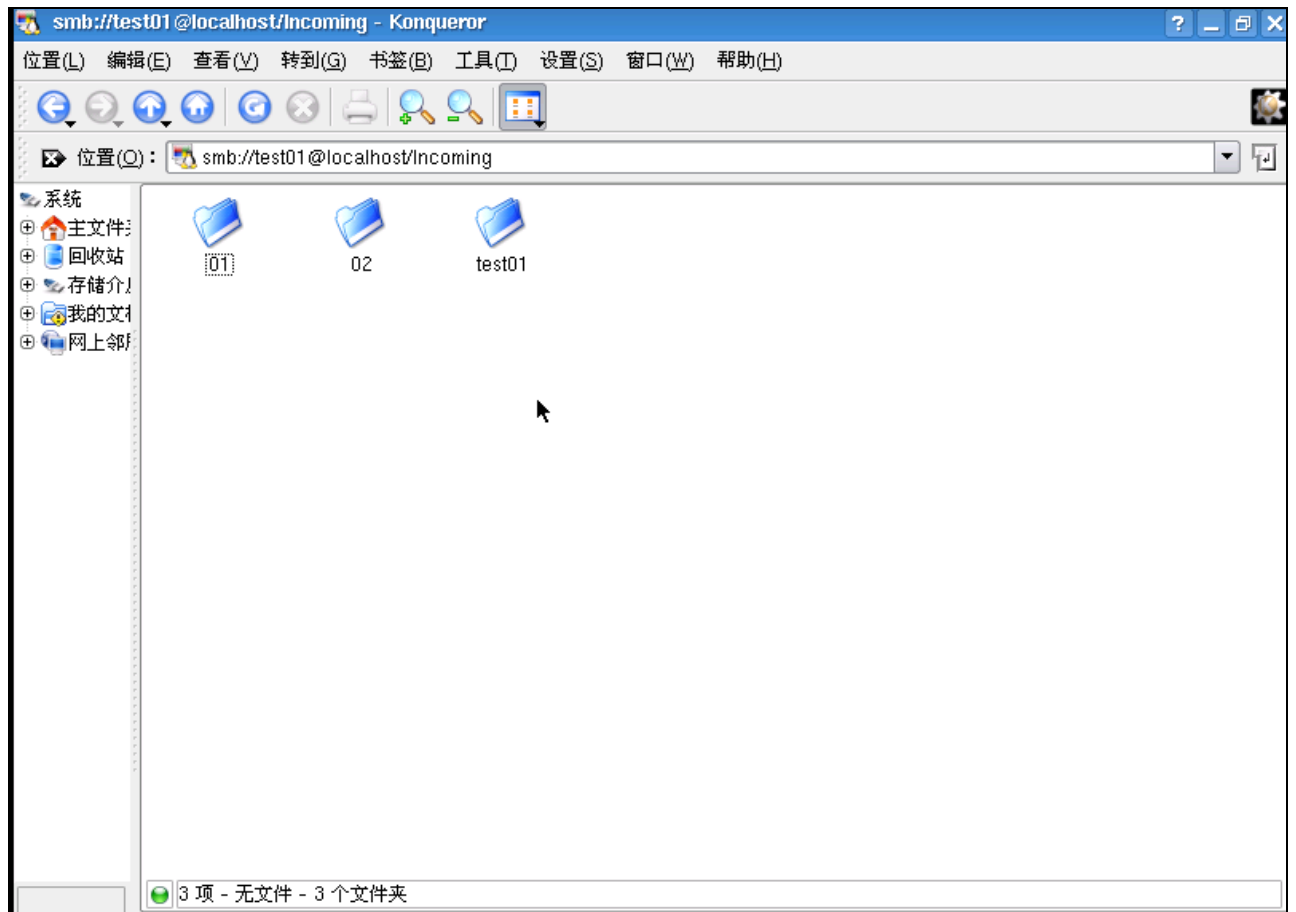 smb://test01@localhost/Incoming - Konqueror
位置(L) 编辑(E) 查看(V) 转到(G) 书签(B) 工具(T) 设置(S) 窗口(W) 帮助(H)
位置(O): smb://test01@localhost/Incoming
系统
主文件
回收站
存储介
我的文
网上邻
01 02 test01
3 项 - 无文件 - 3 个文件夹